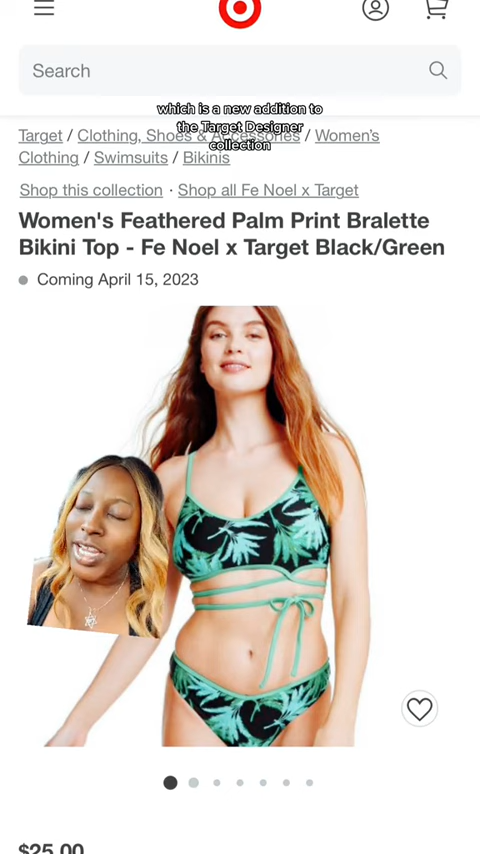 Search
which is a new addition to
the Target Designer
collection
Target / Clothing, Shoes & Accessories / Women's
Clothing / Swimsuits / Bikinis
Shop this collection · Shop all Fe Noel x Target
Women's Feathered Palm Print Bralette
Bikini Top - Fe Noel x Target Black/Green
Coming April 15, 2023
$25.00